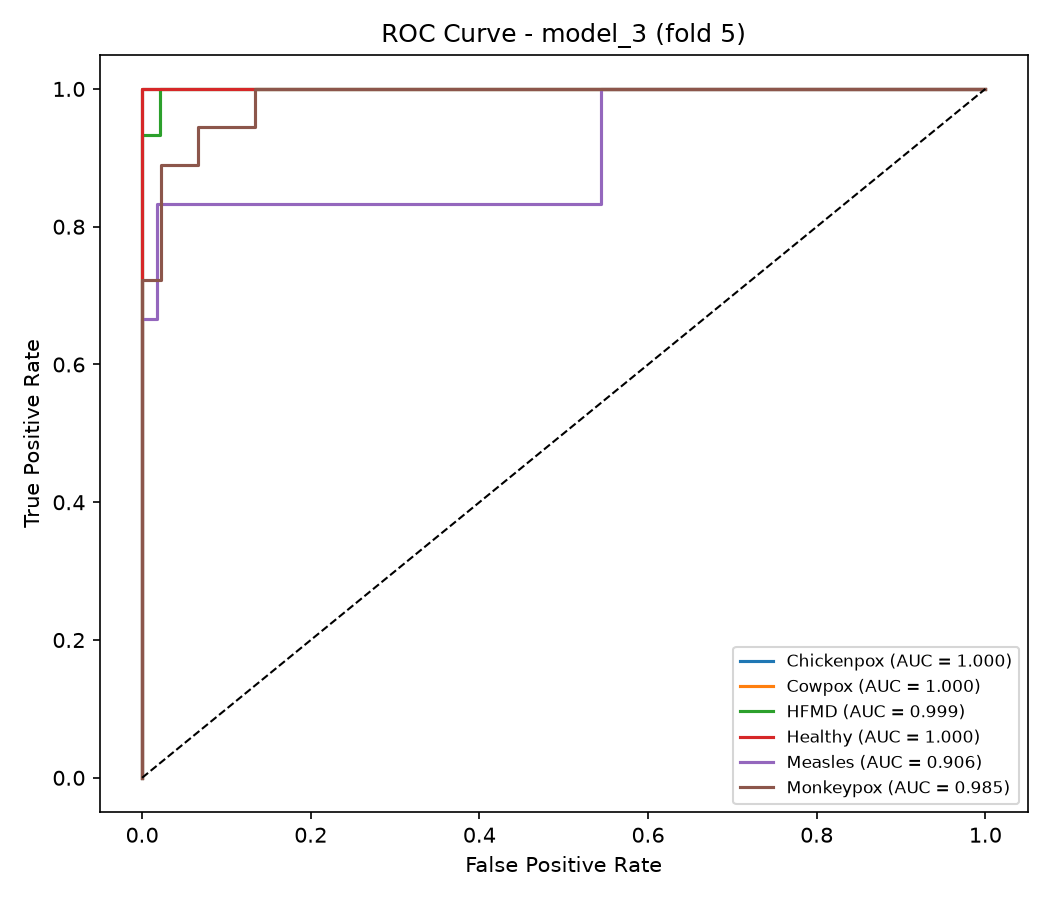 ROC Curve - model_3 (fold 5)
1.0
0.8
0.6
0.4
0.2
0.0
True Positive Rate
0.0 0.2 0.4 0.6 0.8 1.0
False Positive Rate
Chickenpox (AUC = 1.000)
Cowpox (AUC = 1.000)
HFMD (AUC = 0.999)
Healthy (AUC = 1.000)
Measles (AUC = 0.906)
Monkeypox (AUC = 0.985)